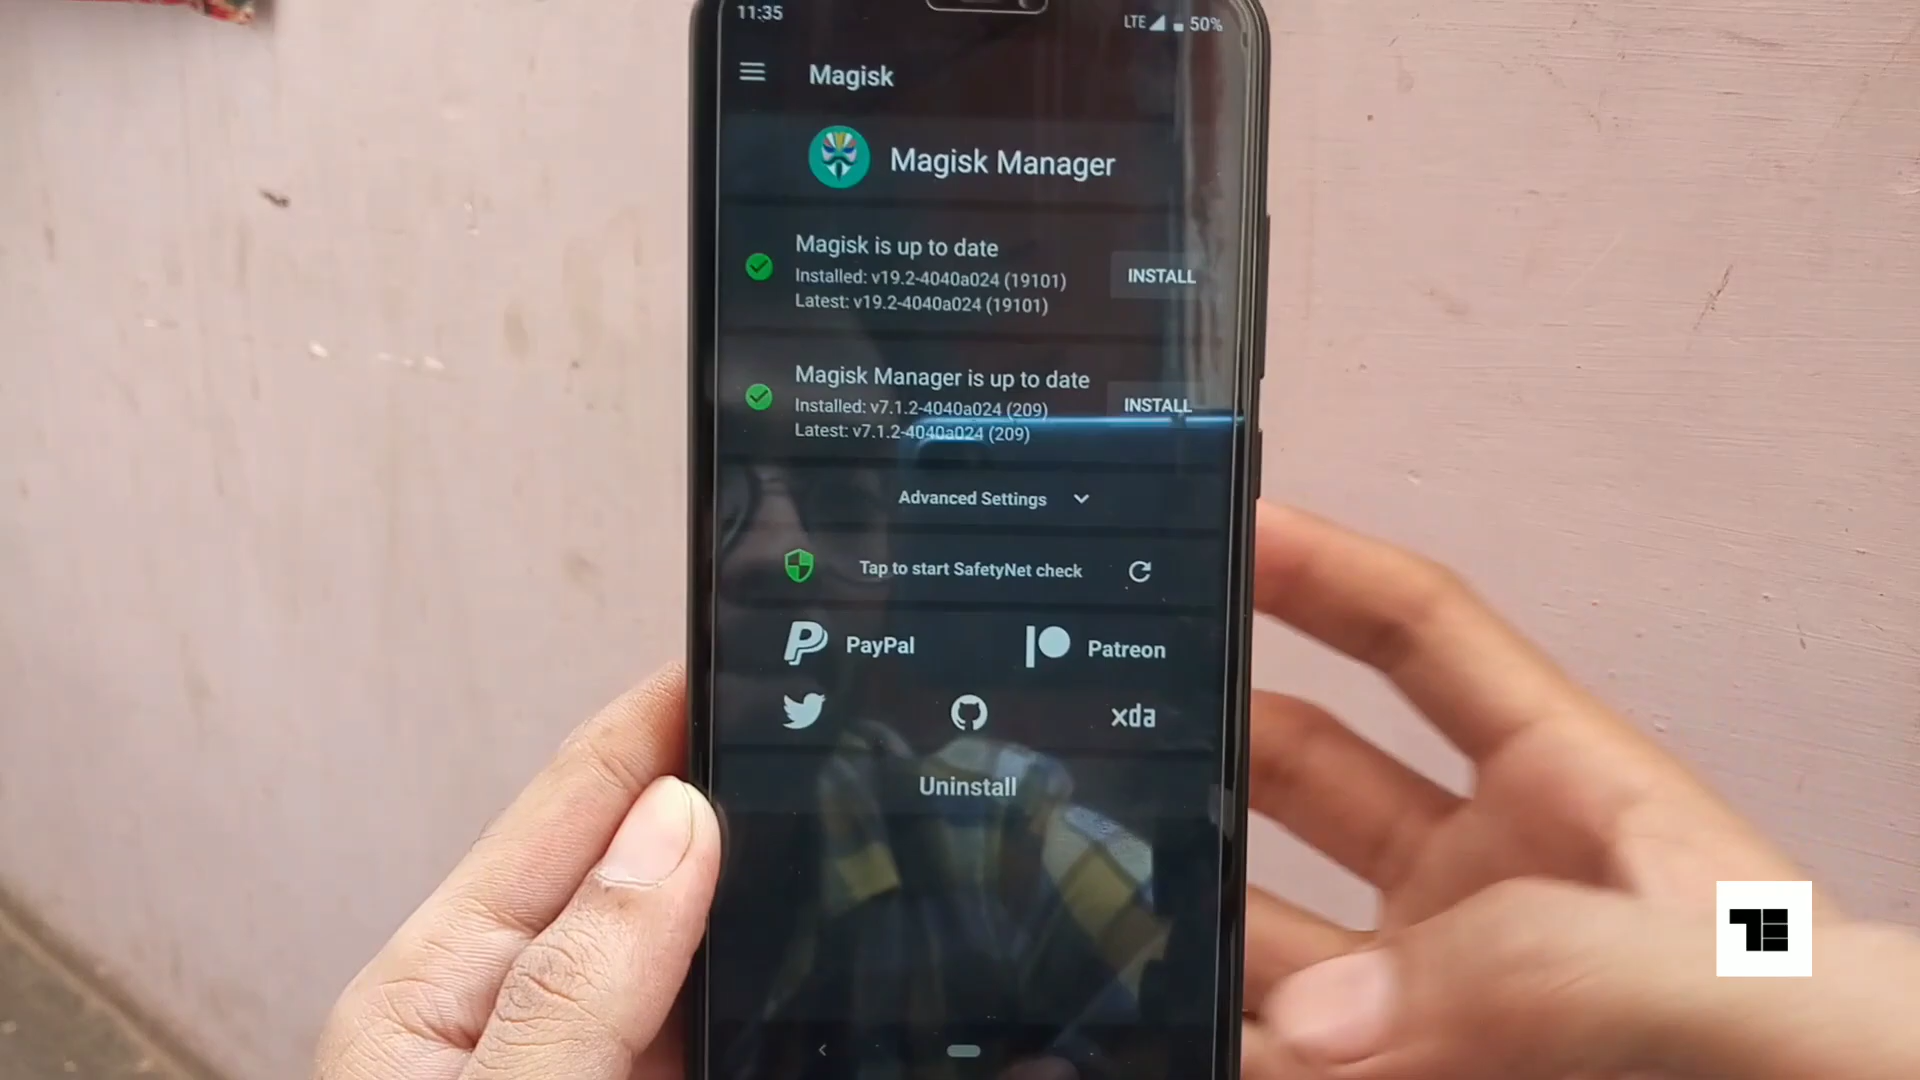 11:35
LTE 50%
Magisk
Magisk Manager
Magisk is up to date
Installed: v19.2-4040a024 (19101)
Latest: v19.2-4040a024 (19101)
INSTALL
Magisk Manager is up to date
Installed: v7.1.2-4040a024 (209)
Latest: v7.1.2-4040a024 (209)
INSTALL
Advanced Settings
Tap to start SafetyNet check
PayPal
Patreon
xda
Uninstall
TE